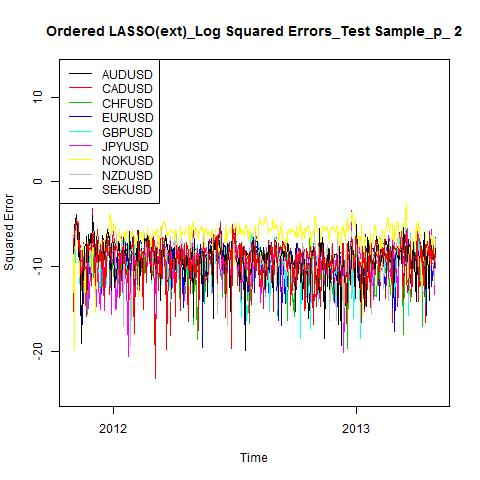 Ordered LASSO(ext)_Log Squared Errors_Test Sample_p_ 2
AUDUSD
CADUSD
CHFUSD
EURUSD
GBPUSD
JPYUSD
NOKUSD
NZDUSD
SEKUSD
10
0
-10
-20
Squared Error
2012
2013
Time